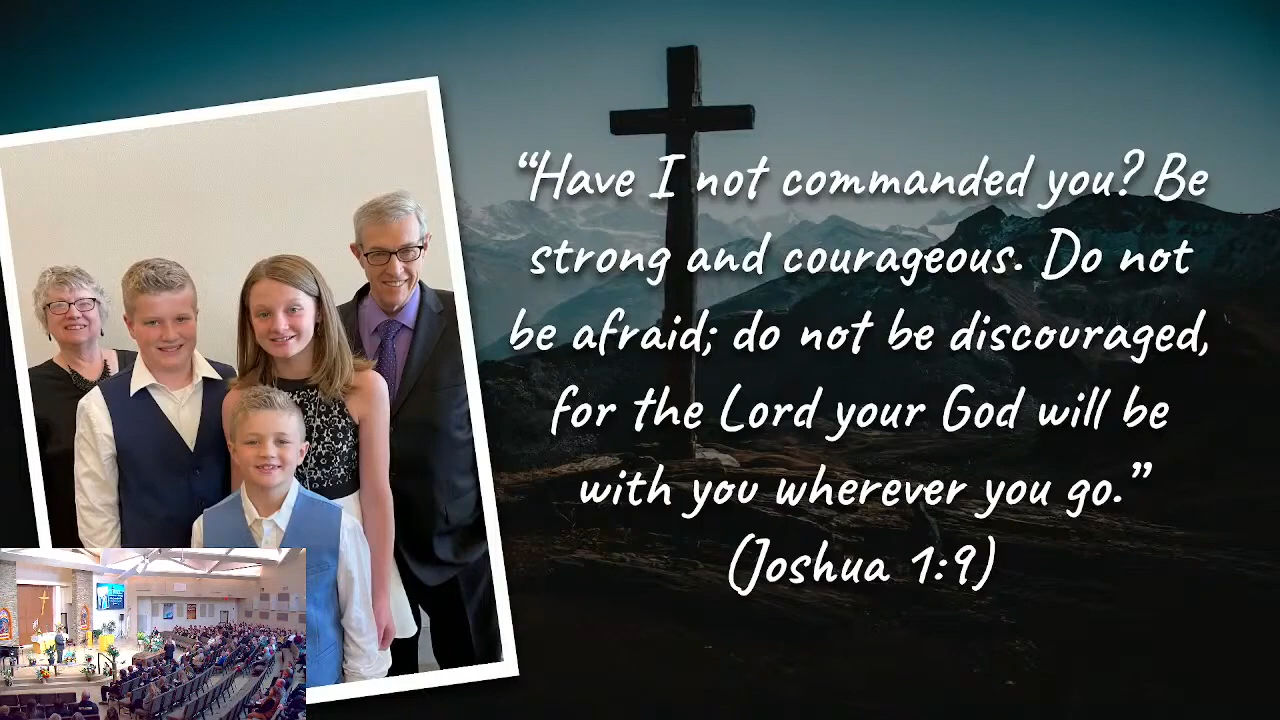 “Have I not commanded you? Be
strong and courageous. Do not
be afraid; do not be discouraged,
for the Lord your God will be
with you wherever you go.”
(Joshua 1:9)